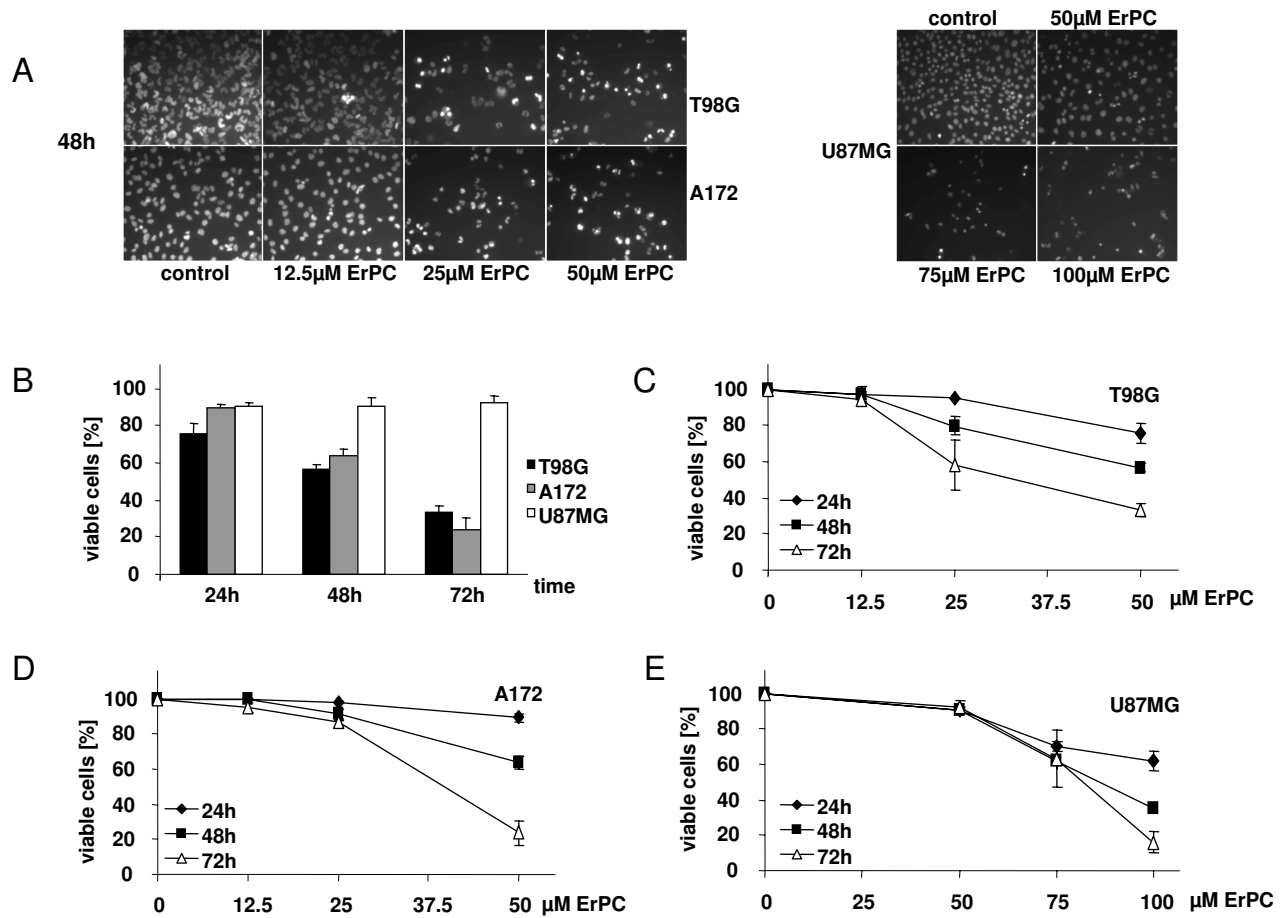 A
48h
T98G
A172
control
12.5µM ErPC
25µM ErPC
50µM ErPC
control
50µM ErPC
U87MG
75µM ErPC
100µM ErPC
B
viable cells [%]
100
80
60
40
20
0
24h
48h
72h
time
T98G
A172
U87MG
C
viable cells [%]
100
80
60
40
20
0
T98G
24h
48h
72h
0
12.5
25
37.5
50
µM ErPC
D
viable cells [%]
100
80
60
40
20
0
A172
24h
48h
72h
0
12.5
25
37.5
50
µM ErPC
E
viable cells [%]
100
80
60
40
20
0
U87MG
24h
48h
72h
0
25
50
75
100
µM ErPC